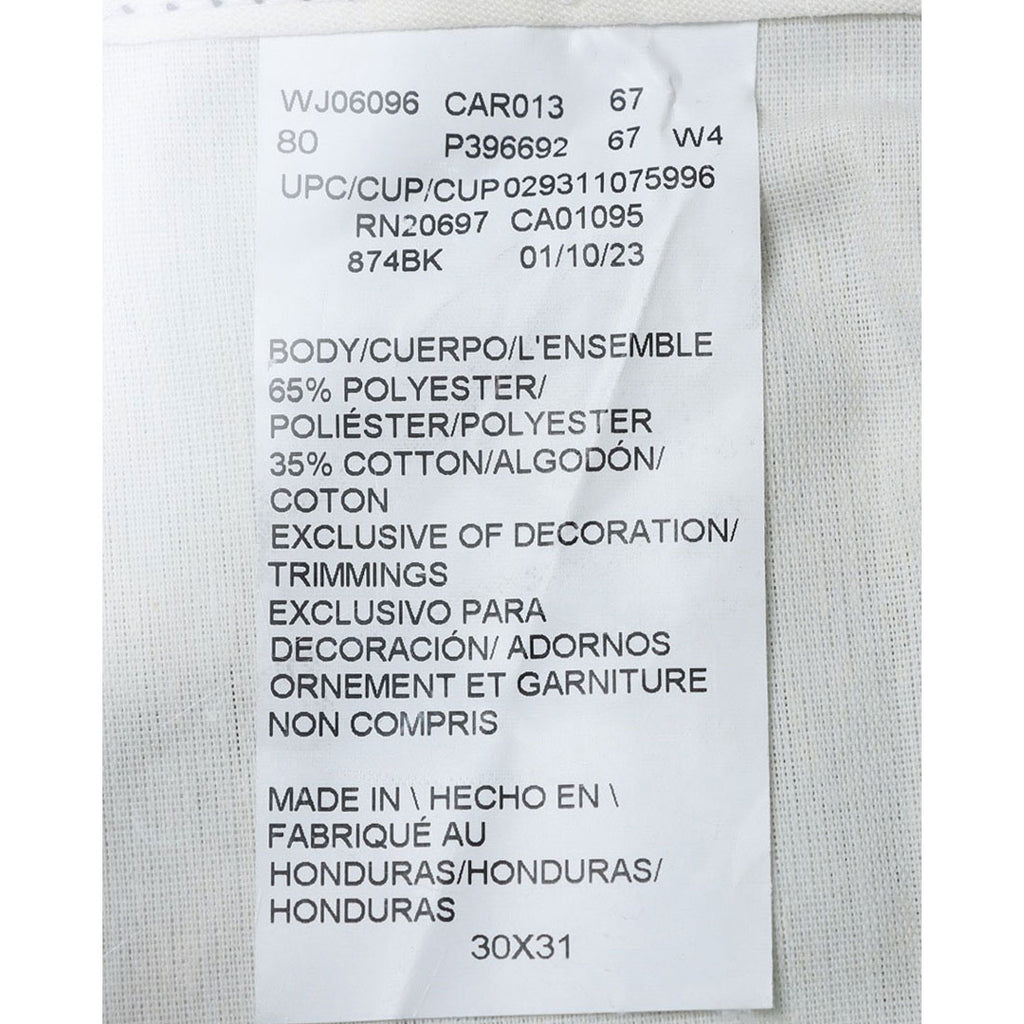 WJ06096 CAR013 67
80 P396692 67 W4
UPC/CUP/CUP029311075996
RN20697 CA01095
874BK 01/10/23
BODY/CUERPO/L'ENSEMBLE
65% POLYESTER/
POLIÉSTER/POLYESTER
35% COTTON/ALGODÓN/
COTON
EXCLUSIVE OF DECORATION/
TRIMMINGS
EXCLUSIVO PARA
DECORACIÓN/ ADORNOS
ORNEMENT ET GARNITURE
NON COMPRIS
MADE IN \ HECHO EN \
FABRIQUÉ AU
HONDURAS/HONDURAS/
HONDURAS
30X31